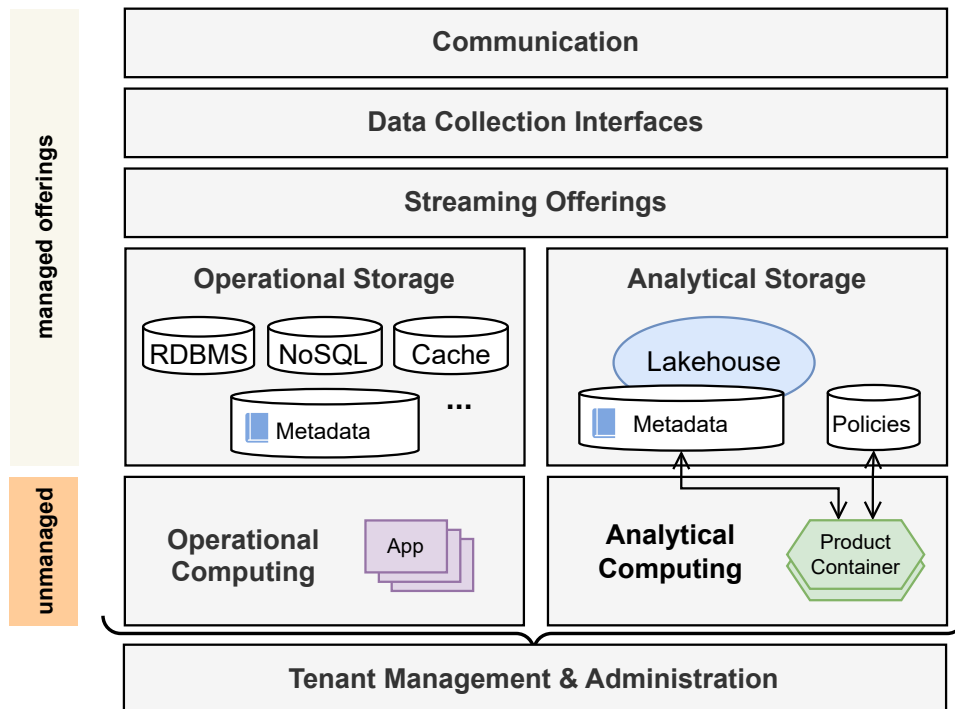 Communication
Data Collection Interfaces
managed offerings
Streaming Offerings
Operational Storage
RDBMS
NoSQL
Cache
...
Metadata
Analytical Storage
Lakehouse
Metadata
Policies
unmanaged
Operational
Computing
App
Analytical
Computing
Product
Container
Tenant Management & Administration